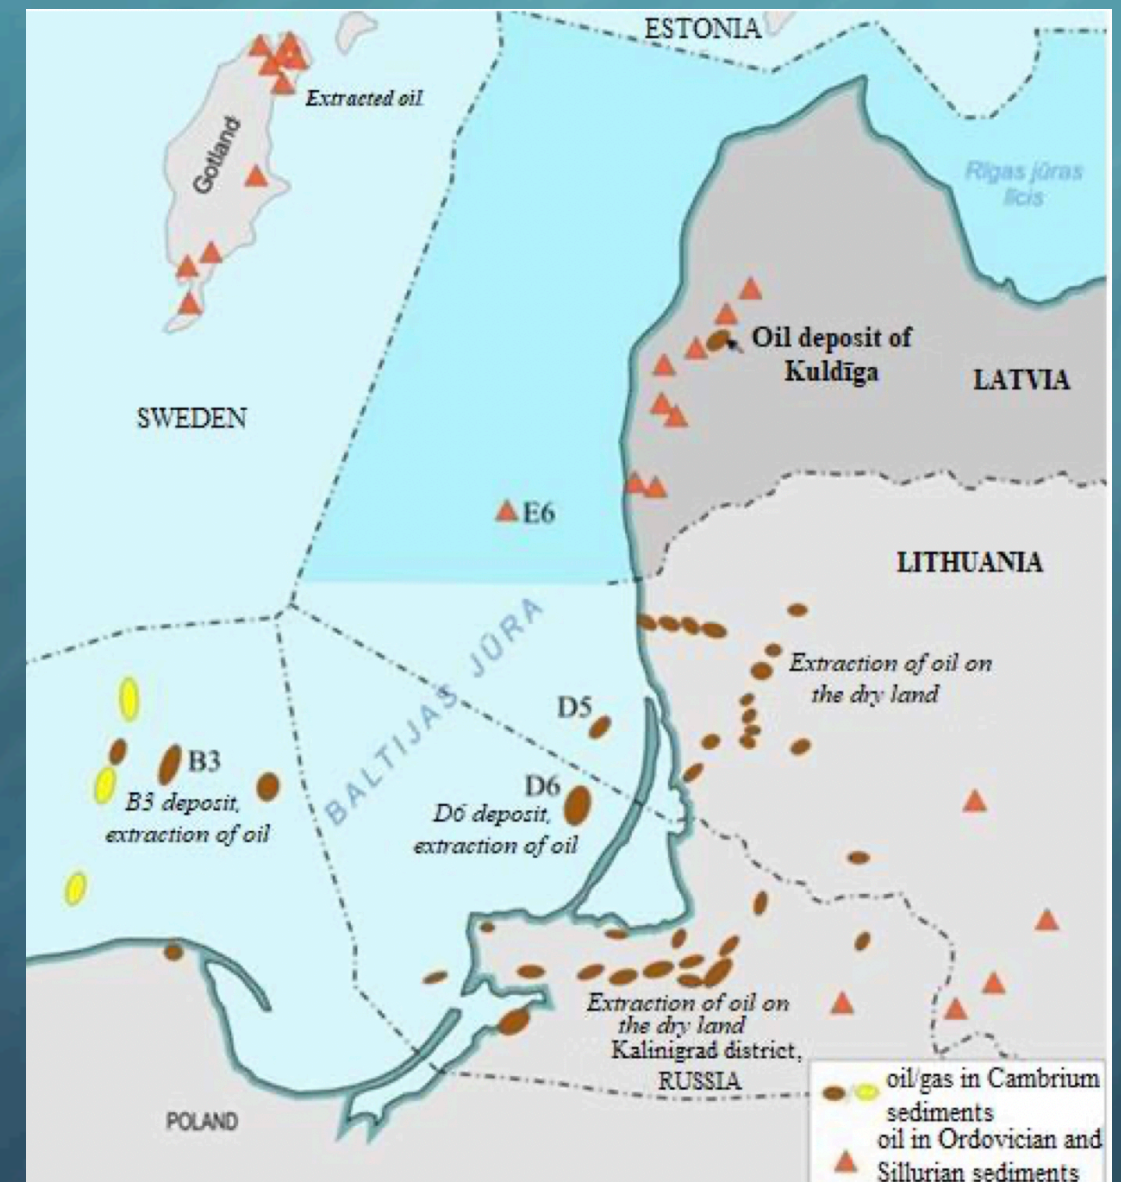 ESTONIA
Extracted oil
Gotland
Rīgas jūras
līcis
Oil deposit of
Kuldīga
LATVIA
SWEDEN
E6
LITHUANIA
BALTIJAS JŪRA
Extraction of oil on
the dry land
D5
B3
D6
B3 deposit,
extraction of oil
D6 deposit,
extraction of oil
Extraction of oil on
the dry land
Kalinigrad district,
RUSSIA
POLAND
oil/gas in Cambrium
sediments
oil in Ordovician and
Sillurian sediments